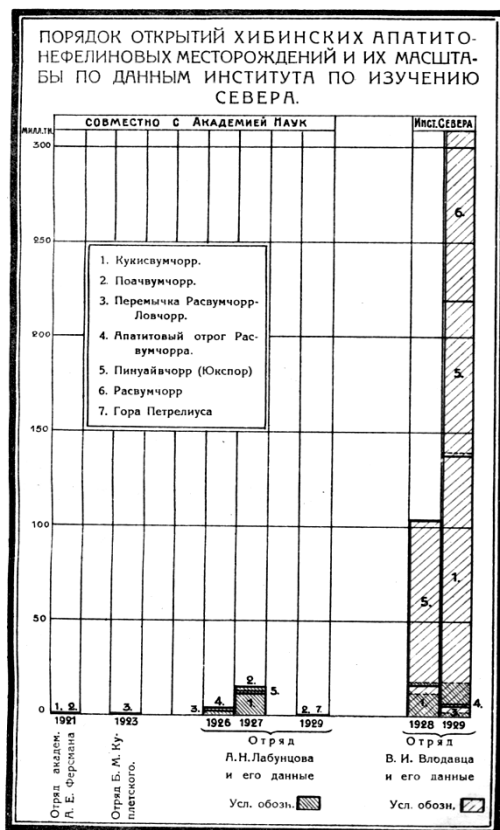 ПОРЯДОК ОТКРЫТИЙ ХИБИНСКИХ АПАТИТО-
НЕФЕЛИНОВЫХ МЕСТОРОЖДЕНИЙ И ИХ МАСШТА-
БЫ ПО ДАННЫМ ИНСТИТУТА ПО ИЗУЧЕНИЮ
СЕВЕРА.
СОВМЕСТНО С АКАДЕМИЕЙ НАУК
ИНСТ. СЕВЕРА
МИЛЛ.ТН.
300
250
200
150
100
50
0
1. Кукисвумчорр.
2. Поачвумчорр.
3. Перемычка Расвумчорр-
Ловчорр.
4. Апатитовый отрог Рас-
вумчорра.
5. Пинуайвчорр (Юкспор)
6. Расвумчорр
7. Гора Петрелиуса
6.
5.
1.
5.
1.
4.
3.
1. 2.
3.
3.
4.
2.
1.
5.
2. 7.
1921
1923
1926
1927
1929
1928
1929
Отряд академ.
А. Е. Ферсмана
Отряд Б. М. Ку-
плетского.
Отряд
А.Н.Лабунцова
и его данные
Усл. обозн.
Отряд
В. И. Влодавца
и его данные
Усл. обозн.